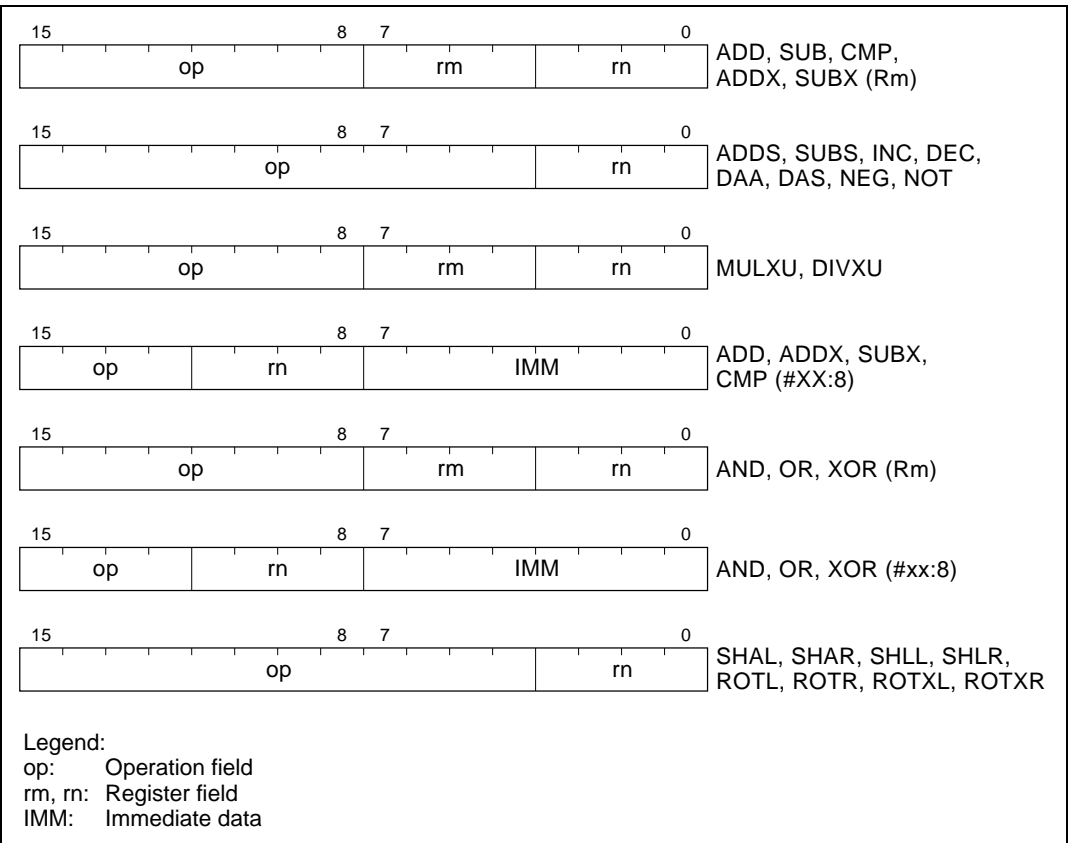 15 8 7 0
op rm rn
ADD, SUB, CMP,
ADDX, SUBX (Rm)
15 8 7 0
op rn
ADDS, SUBS, INC, DEC,
DAA, DAS, NEG, NOT
15 8 7 0
op rm rn
MULXU, DIVXU
15 8 7 0
op rn IMM
ADD, ADDX, SUBX,
CMP (#XX:8)
15 8 7 0
op rm rn
AND, OR, XOR (Rm)
15 8 7 0
op rn IMM
AND, OR, XOR (#xx:8)
15 8 7 0
op rn
SHAL, SHAR, SHLL, SHLR,
ROTL, ROTR, ROTXL, ROTXR
Legend:
op: Operation field
rm, rn: Register field
IMM: Immediate data